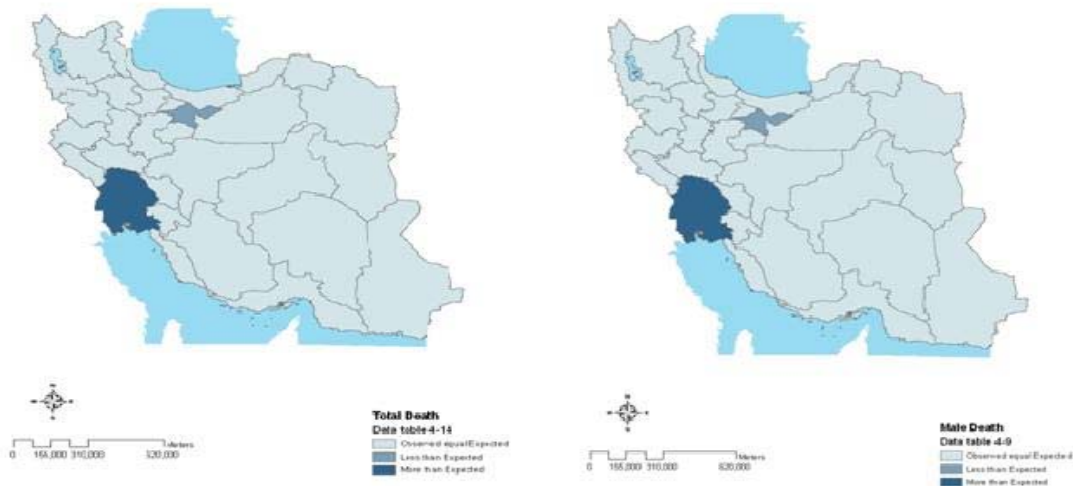 Total Death
Data table 4-14
Observed equal Expected
Less than Expected
More than Expected
Meters
0 155,000 310,000 620,000
Male Death
Data table 4-9
Observed equal Expected
Less than Expected
More than Expected
Meters
0 155,000 310,000 620,000